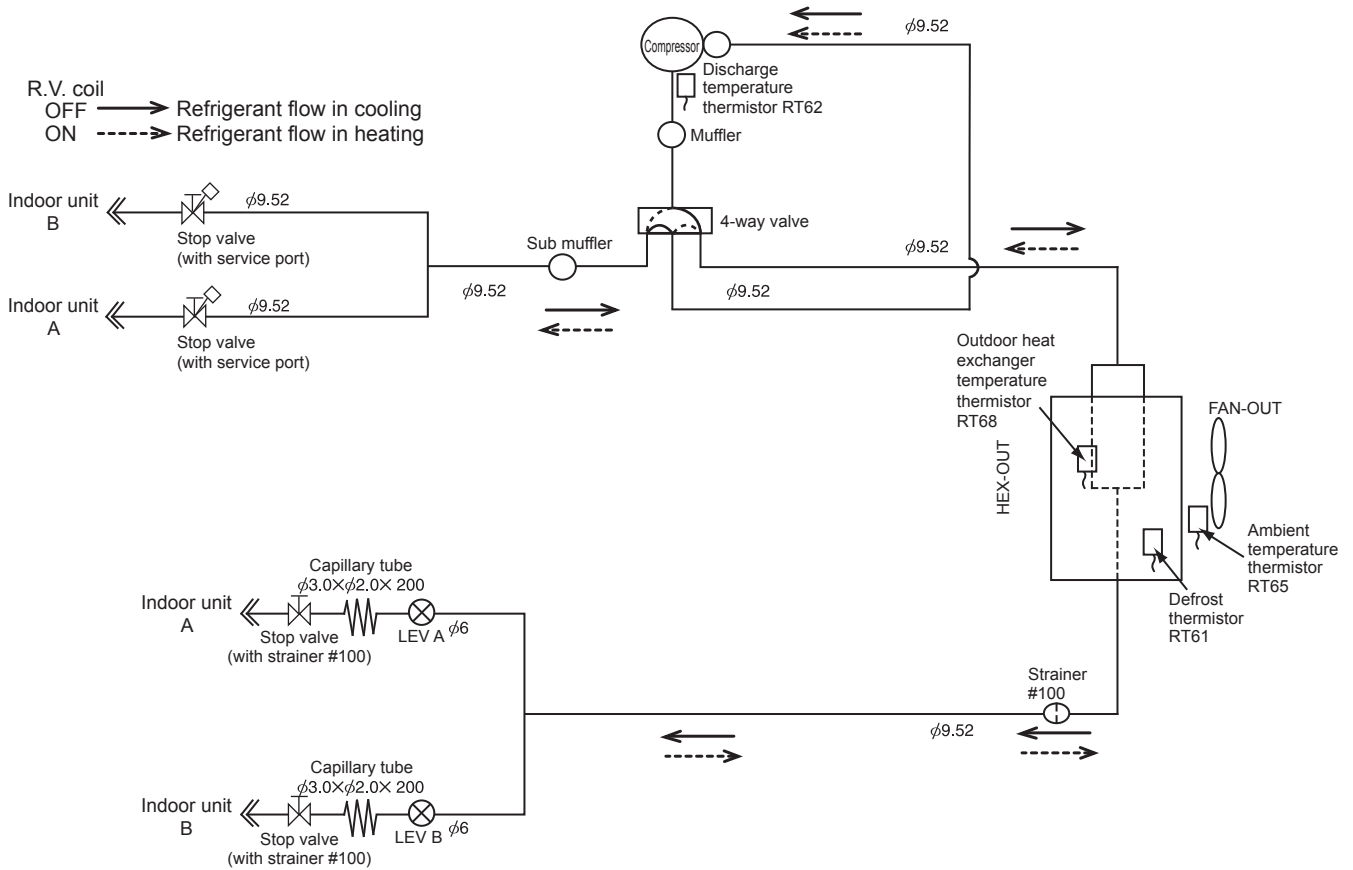 R.V. coil
OFF Refrigerant flow in cooling
ON Refrigerant flow in heating
Compressor
ϕ9.52
Discharge
temperature
thermistor RT62
Muffler
4-way valve
Indoor unit
B
ϕ9.52
Stop valve
(with service port)
Sub muffler
ϕ9.52
ϕ9.52
ϕ9.52
Indoor unit
A
ϕ9.52
Stop valve
(with service port)
Outdoor heat
exchanger
temperature
thermistor
RT68
HEX-OUT
FAN-OUT
Ambient
temperature
thermistor
RT65
Defrost
thermistor
RT61
Capillary tube
ϕ3.0×ϕ2.0× 200
Indoor unit
A
LEV A ϕ6
Stop valve
(with strainer #100)
Strainer
#100
ϕ9.52
Capillary tube
ϕ3.0×ϕ2.0× 200
Indoor unit
B
LEV B ϕ6
Stop valve
(with strainer #100)